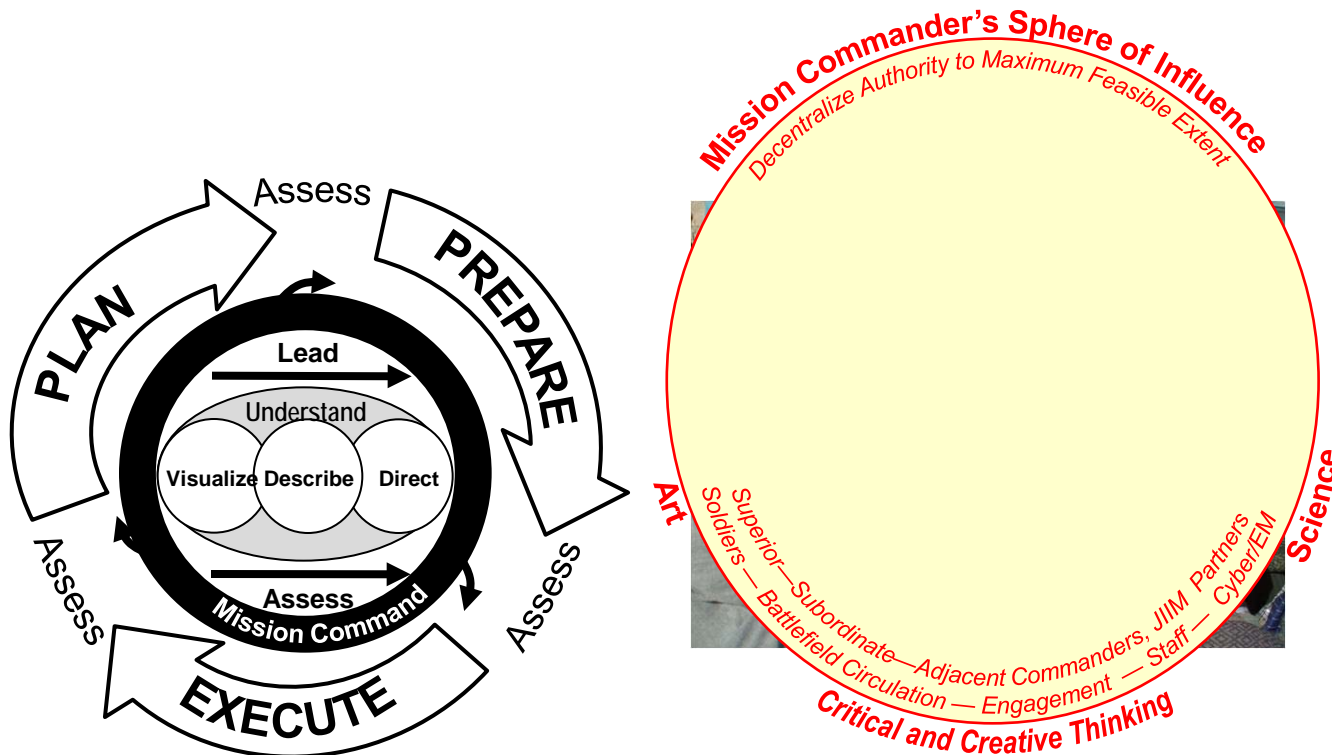 Assess
PLAN
PREPARE
Lead
Understand
Visualize
Describe
Direct
Assess
Mission Command
Assess
Assess
EXECUTE
Mission Commander’s Sphere of Influence
Decentralize Authority to Maximum Feasible Extent
Art
Science
Superior—Subordinate—Adjacent Commanders, JIIM Partners
Soldiers — Battlefield Circulation — Engagement — Staff — Cyber/EM
Critical and Creative Thinking